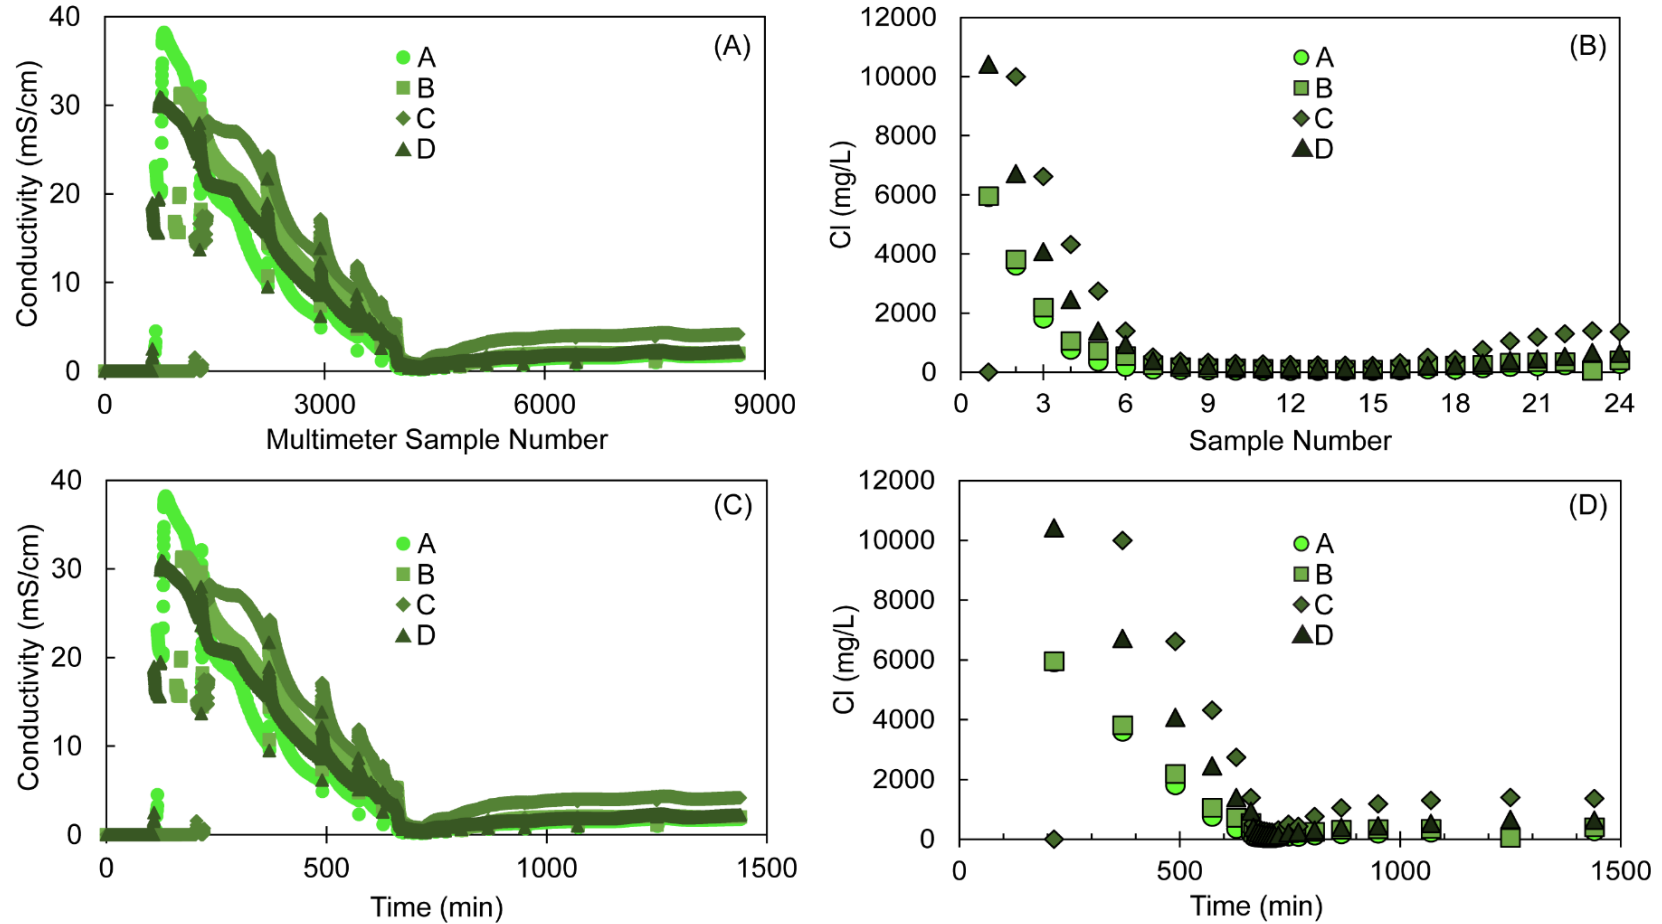 (A)
Conductivity (mS/cm)
40
30
20
10
0
A
B
C
D
0 3000 6000 9000
Multimeter Sample Number
(B)
Cl (mg/L)
12000
10000
8000
6000
4000
2000
0
A
B
C
D
0 3 6 9 12 15 18 21 24
Sample Number
(C)
Conductivity (mS/cm)
40
30
20
10
0
A
B
C
D
0 500 1000 1500
Time (min)
(D)
Cl (mg/L)
12000
10000
8000
6000
4000
2000
0
A
B
C
D
0 500 1000 1500
Time (min)